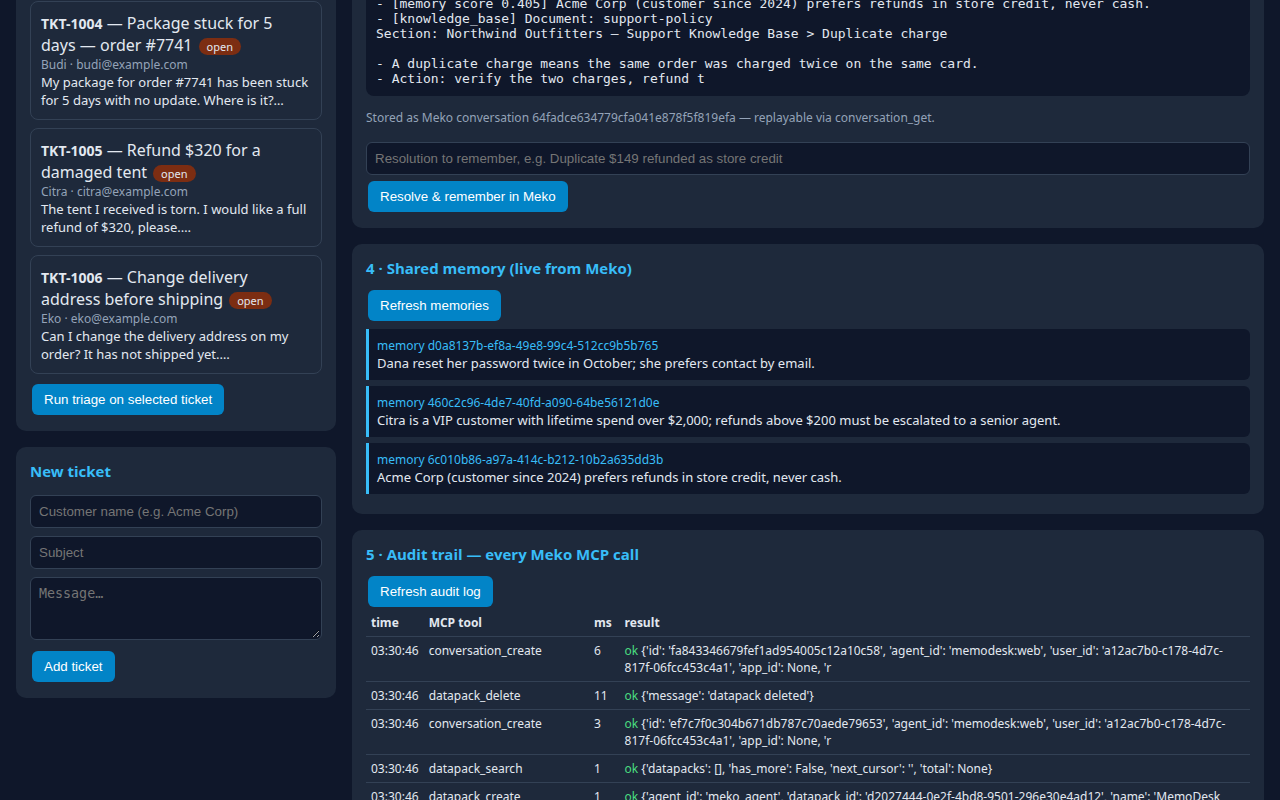 TKT-1004 — Package stuck for 5
days — order #7741 open
Budi · budi@example.com
My package for order #7741 has been stuck
for 5 days with no update. Where is it?...
TKT-1005 — Refund $320 for a
damaged tent open
Citra · citra@example.com
The tent I received is torn. I would like a full
refund of $320, please....
TKT-1006 — Change delivery
address before shipping open
Eko · eko@example.com
Can I change the delivery address on my
order? It has not shipped yet....
Run triage on selected ticket
New ticket
Customer name (e.g. Acme Corp)
Subject
Message…
Add ticket
- [memory score 0.405] Acme Corp (customer since 2024) prefers refunds in store credit, never cash.
- [knowledge_base] Document: support-policy
Section: Northwind Outfitters — Support Knowledge Base > Duplicate charge
- A duplicate charge means the same order was charged twice on the same card.
- Action: verify the two charges, refund t
Stored as Meko conversation 64fadce634779cfa041e878f5f819efa — replayable via conversation_get.
Resolution to remember, e.g. Duplicate $149 refunded as store credit
Resolve & remember in Meko
4 · Shared memory (live from Meko)
Refresh memories
memory d0a8137b-ef8a-49e8-99c4-512cc9b5b765
Dana reset her password twice in October; she prefers contact by email.
memory 460c2c96-4de7-40fd-a090-64be56121d0e
Citra is a VIP customer with lifetime spend over $2,000; refunds above $200 must be escalated to a senior agent.
memory 6c010b86-a97a-414c-b212-10b2a635dd3b
Acme Corp (customer since 2024) prefers refunds in store credit, never cash.
5 · Audit trail — every Meko MCP call
Refresh audit log
time MCP tool ms result
03:30:46 conversation_create 6 ok {'id': 'fa843346679fef1ad954005c12a10c58', 'agent_id': 'memodesk:web', 'user_id': 'a12ac7b0-c178-4d7c-
817f-06fcc453c4a1', 'app_id': None, 'r
03:30:46 datapack_delete 11 ok {'message': 'datapack deleted'}
03:30:46 conversation_create 3 ok {'id': 'ef7c7f0c304b671db787c70aede79653', 'agent_id': 'memodesk:web', 'user_id': 'a12ac7b0-c178-4d7c-
817f-06fcc453c4a1', 'app_id': None, 'r
03:30:46 datapack_search 1 ok {'datapacks': [], 'has_more': False, 'next_cursor': '', 'total': None}
03:30:46 datapack_create 1 ok {'agent_id': 'meko_agent', 'datapack_id': 'd2027444-0e2f-4bd8-9501-296e30e4ad12', 'name': 'MemoDesk